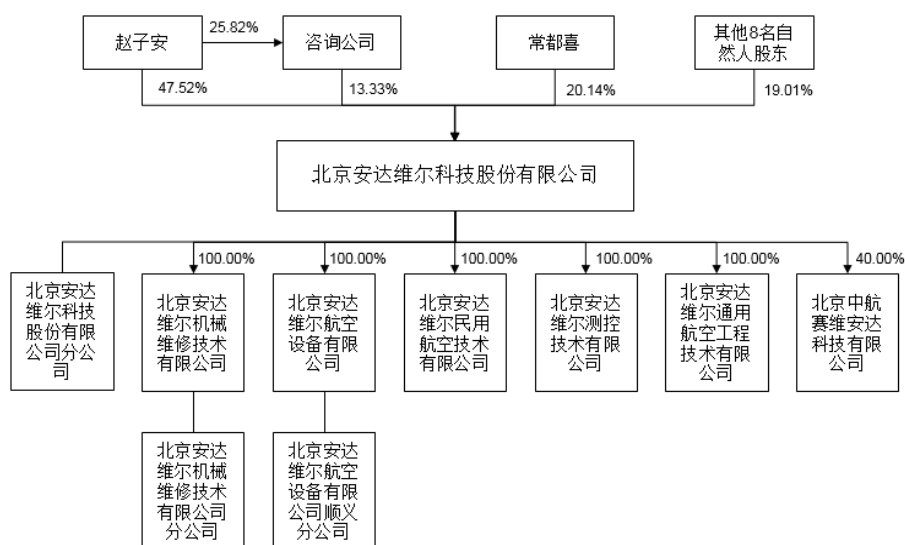 赵子安
25.82%
咨询公司
常都喜
其他8名自
然人股东
47.52%
13.33%
20.14%
19.01%
北京安达维尔科技股份有限公司
100.00%
100.00%
100.00%
100.00%
100.00%
40.00%
北京安达
维尔科技
股份有限
公司分公
司
北京安达
维尔机械
维修技术
有限公司
北京安达
维尔航空
设备有限
公司
北京安达
维尔民用
航空技术
有限公司
北京安达
维尔测控
技术有限
公司
北京安达
维尔通用
航空工程
技术有限
公司
北京中航
赛维安达
科技有限
公司
北京安达
维尔机械
维修技术
有限公司
分公司
北京安达
维尔航空
设备有限
公司顺义
分公司